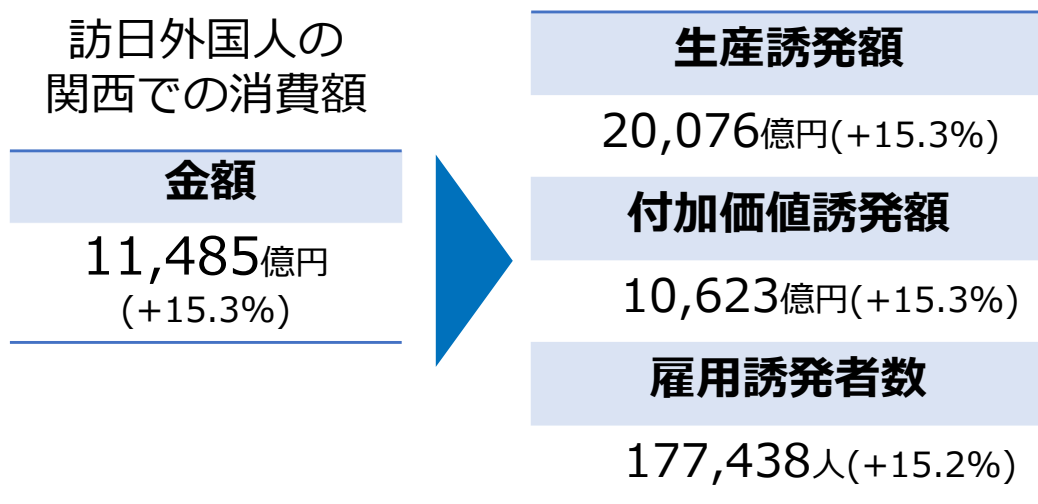 訪日外国人の
関西での消費額
金額
11,485億円
(+15.3%)
生産誘発額
20,076億円(+15.3%)
付加価値誘発額
10,623億円(+15.3%)
雇用誘発者数
177,438人(+15.2%)